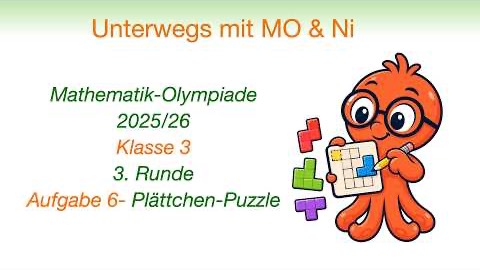 Unterwegs mit MO & Ni
Mathematik-Olympiade
2025/26
Klasse 3
3. Runde
Aufgabe 6- Plättchen-Puzzle